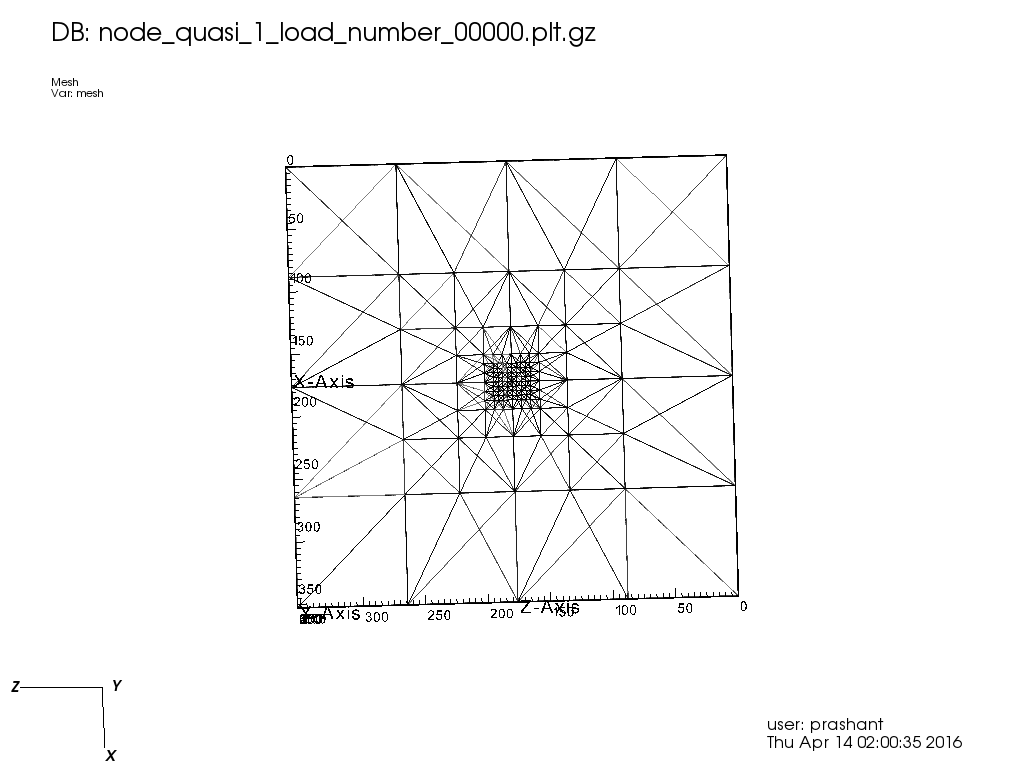 DB: node_quasi_1_load_number_00000.plt.gz
Mesh
Var: mesh
0
50
100
150
X-Axis
200
250
300
350
Y-Axis
300
250
200
Z-Axis
150
100
50
0
Z
Y
X
user: prashant
Thu Apr 14 02:00:35 2016